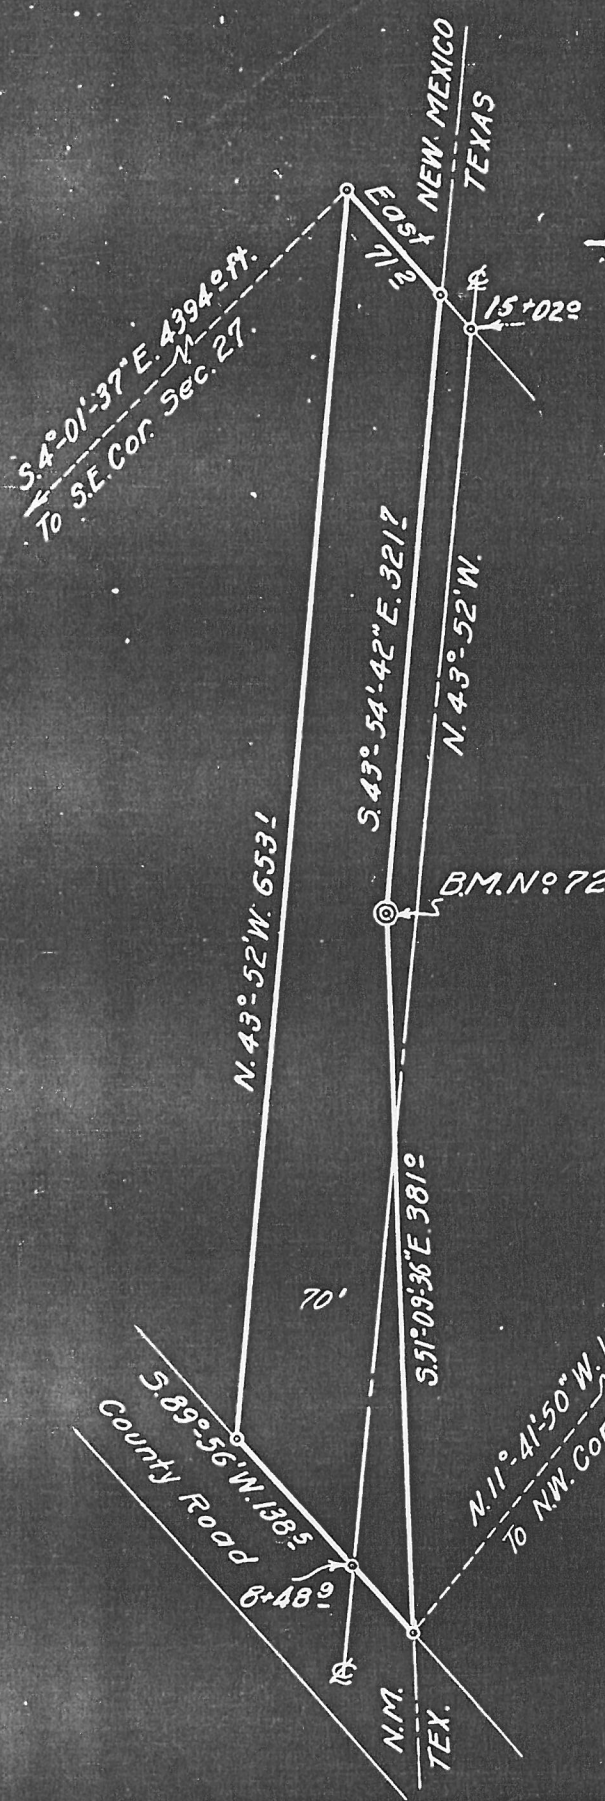 NEW MEXICO
TEXAS
East
71.2
℄
15+02.0
S.4°-01'-37"E. 4394.0 ft.
To S.E. Cor. Sec. 27.
S.43°-54'-42"E. 321.7
N.43°-52'W.
N.43°-52'W. 653.1
B.M. No 72
S.51°-09'-36"E. 381.0
70'
S.89°-56'W. 138.5
County Road
8+48.9
℄
N.11°-41'-50"W.
To N.W. Cor
N.M.
TEX.